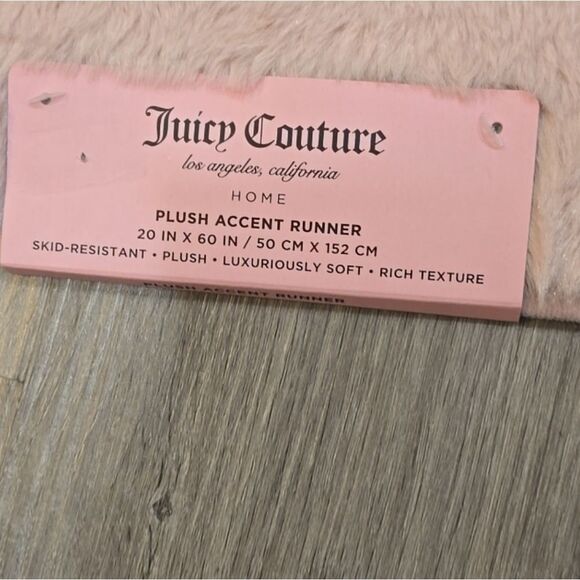 Juicy Couture
los angeles, california
HOME
PLUSH ACCENT RUNNER
20 IN X 60 IN / 50 CM X 152 CM
SKID-RESISTANT • PLUSH • LUXURIOUSLY SOFT • RICH TEXTURE
PLUSH ACCENT RUNNER